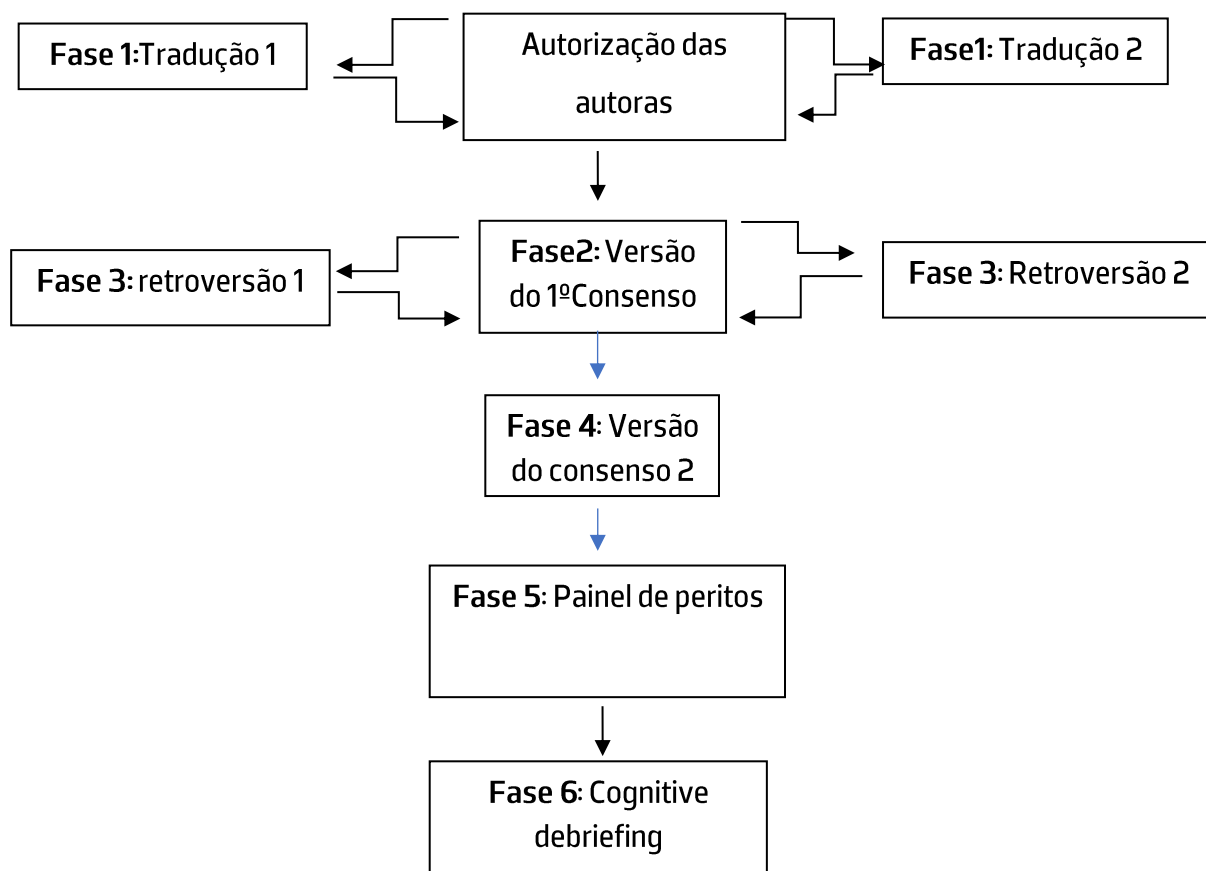 Fase 1:Tradução 1
Autorização das
autoras
Fase1: Tradução 2
Fase 3: retroversão 1
Fase2: Versão
do 1ºConsenso
Fase 3: Retroversão 2
Fase 4: Versão
do consenso 2
Fase 5: Painel de peritos
Fase 6: Cognitive
debriefing